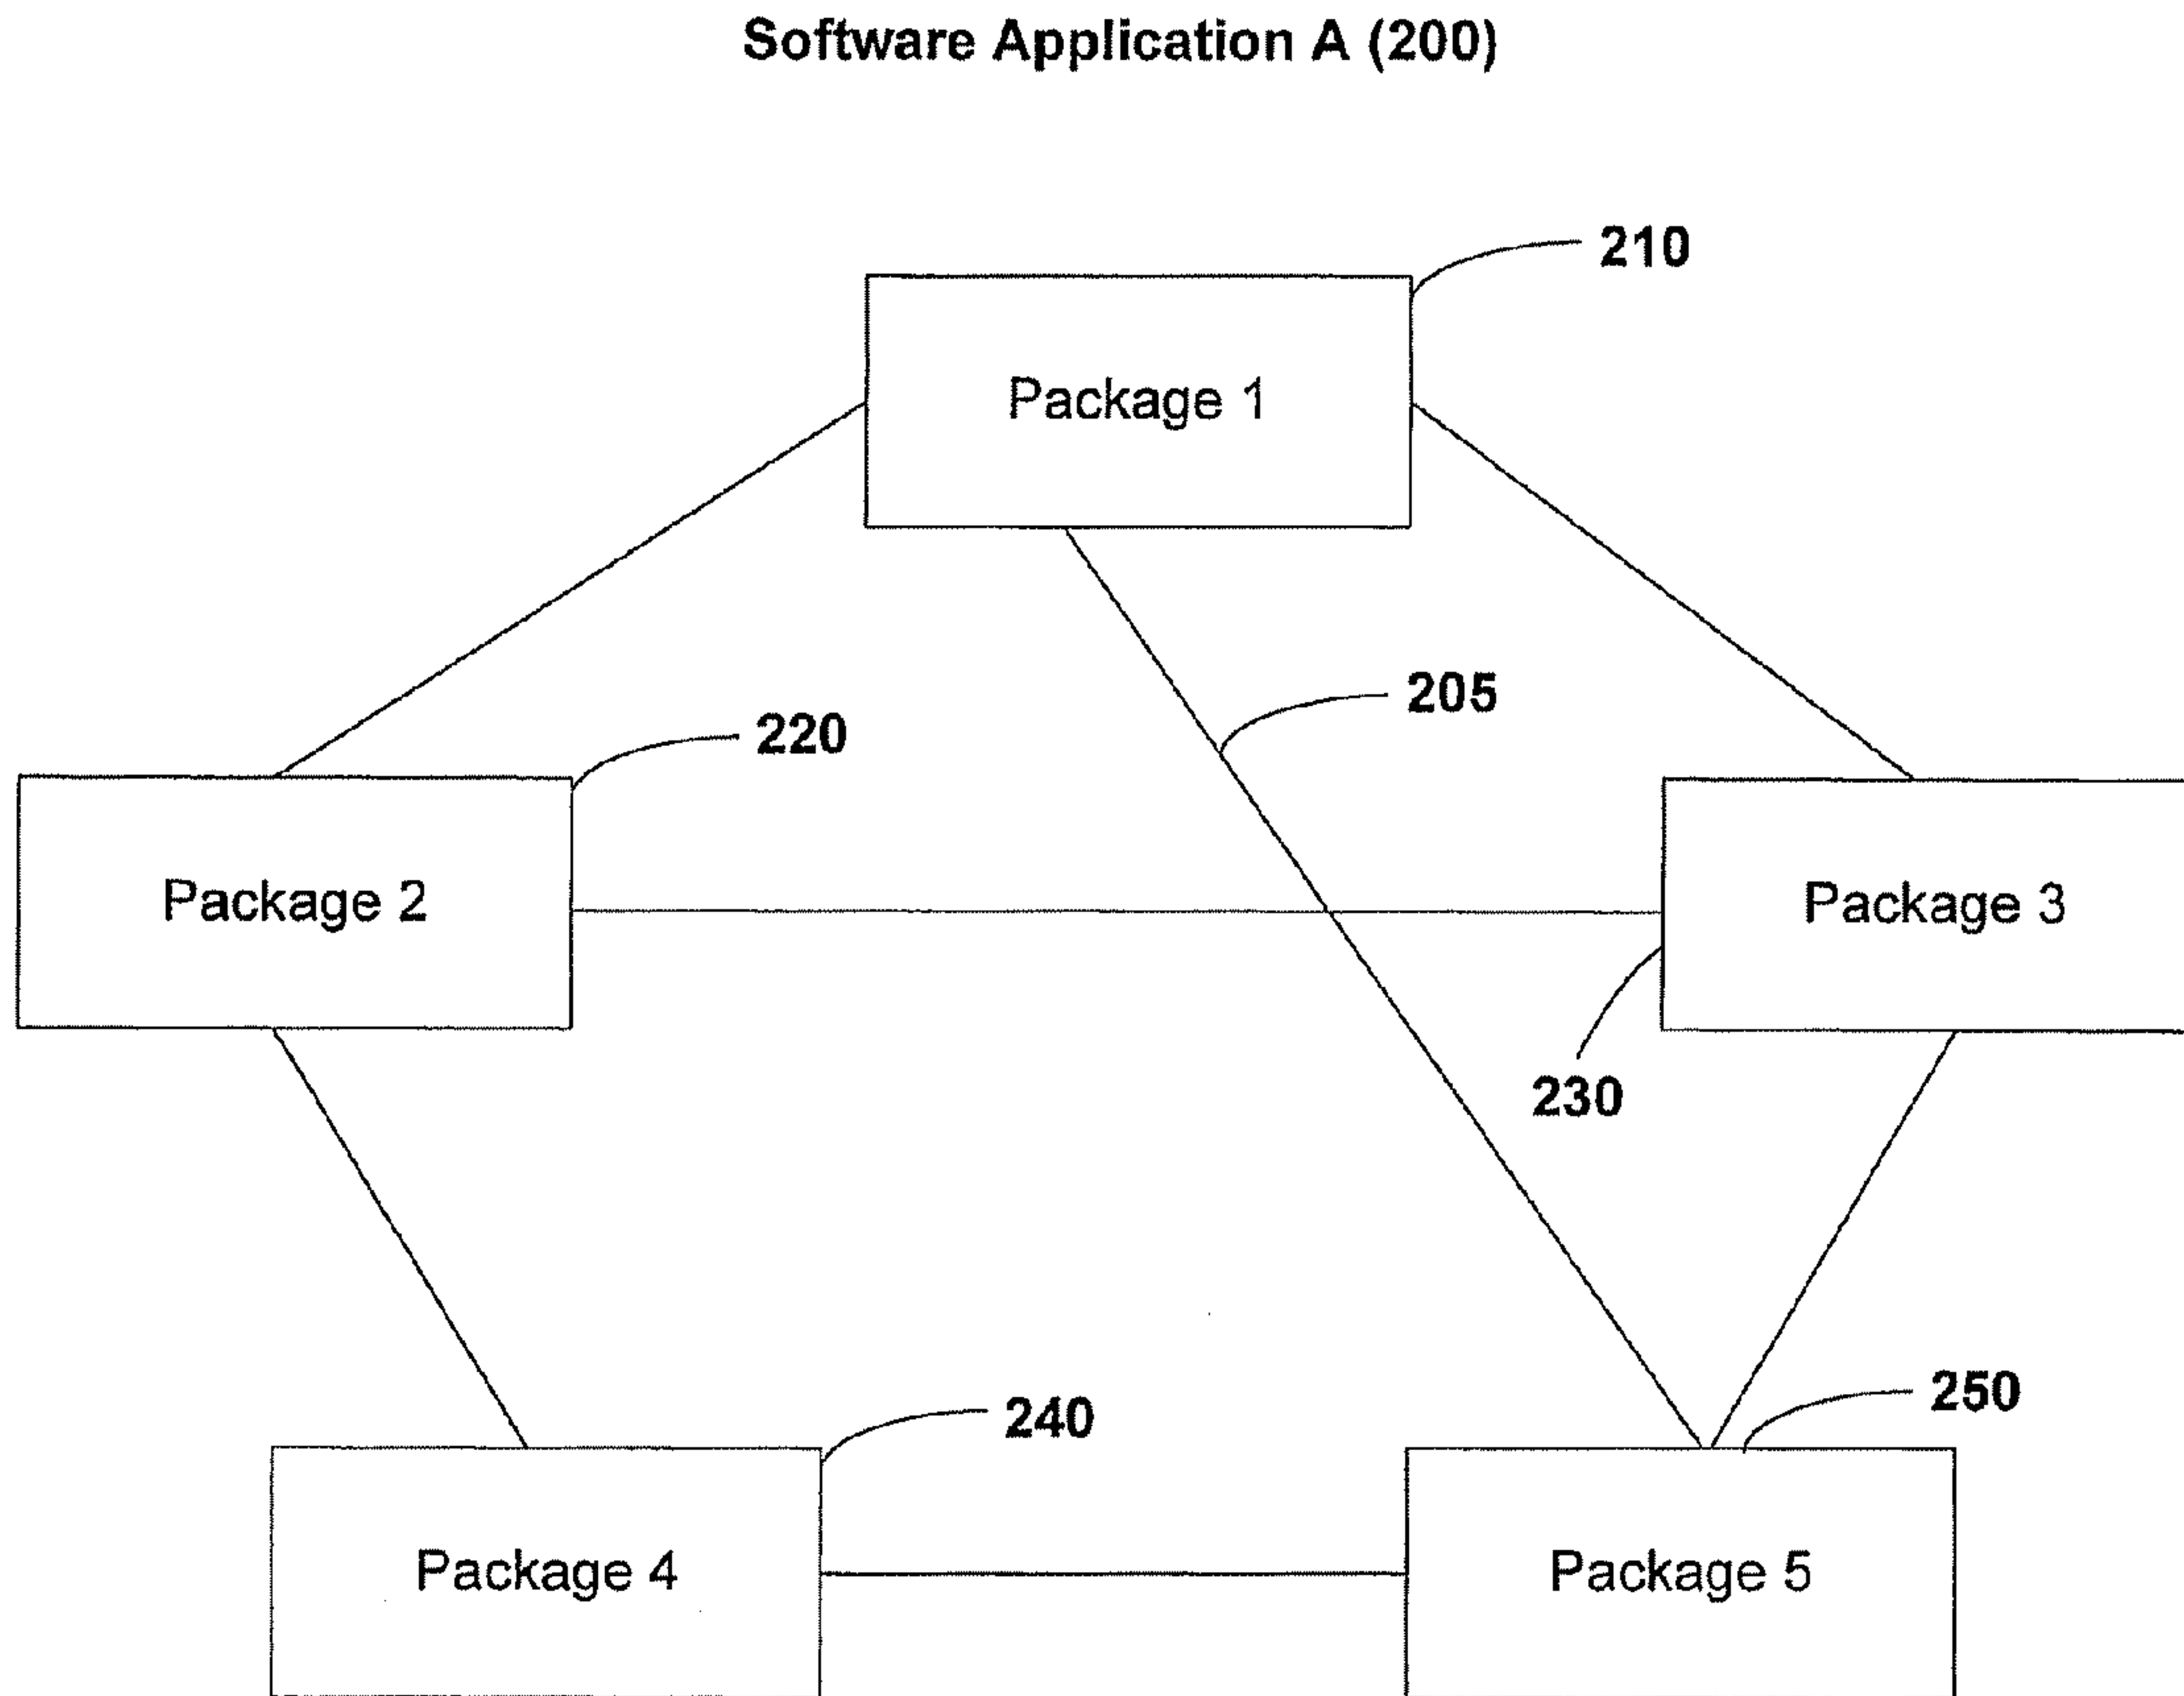 Software Application A (200)
210
Package 1
205
220
Package 2
Package 3
230
250
240
Package 4
Package 5